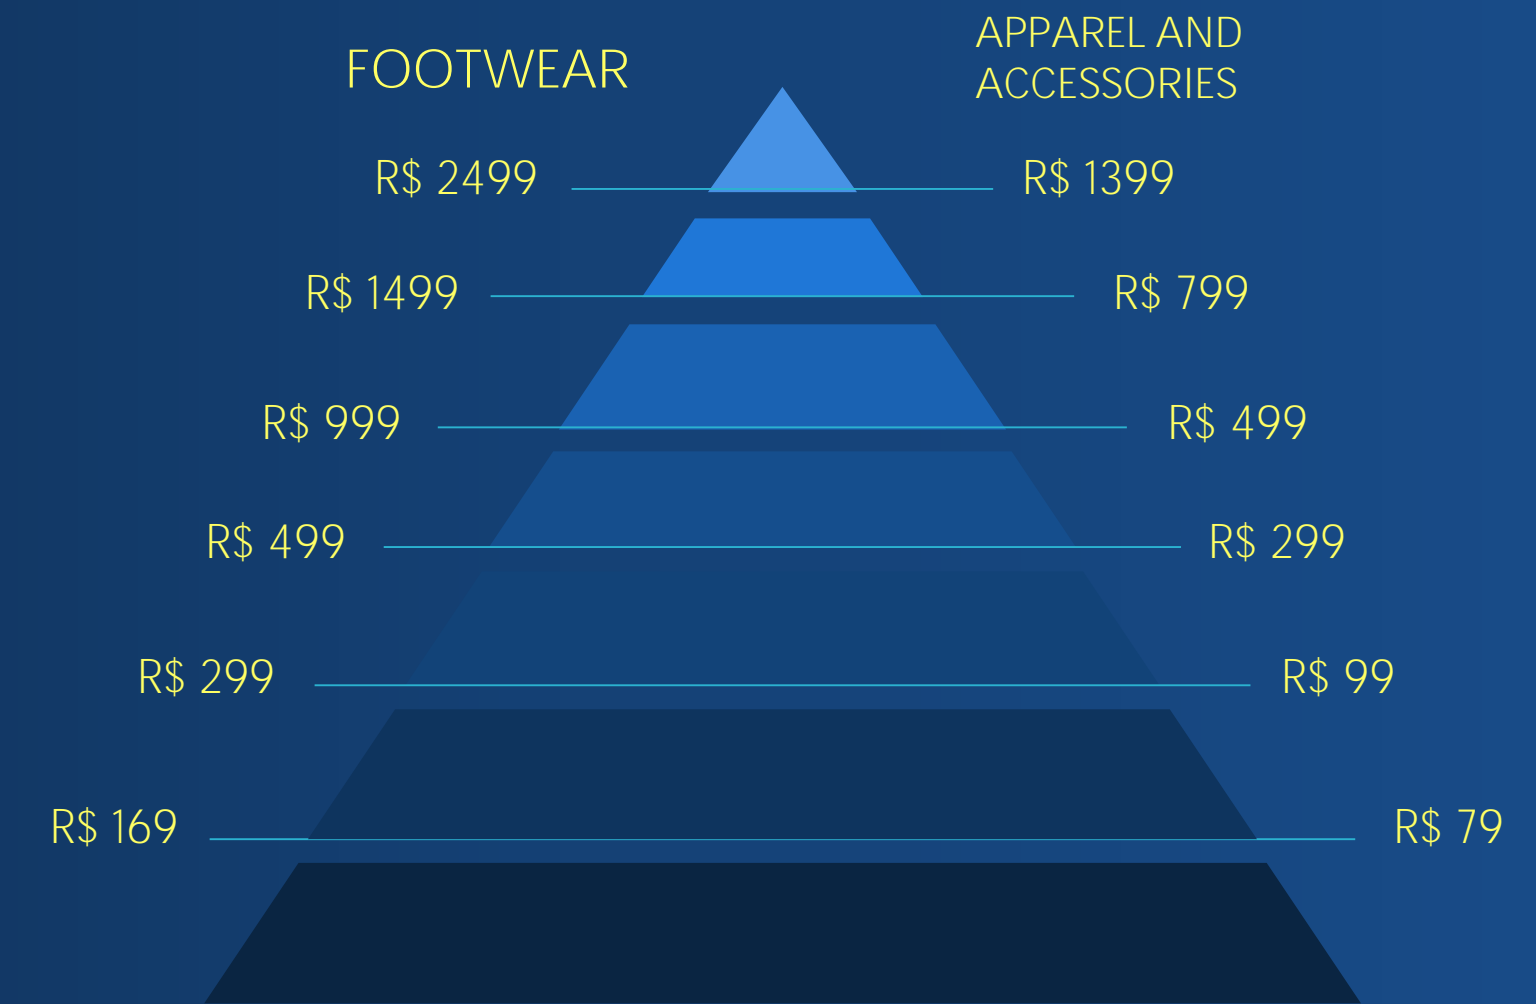 FOOTWEAR
APPAREL AND
ACCESSORIES
R$ 2499
R$ 1399
R$ 1499
R$ 799
R$ 999
R$ 499
R$ 499
R$ 299
R$ 299
R$ 99
R$ 169
R$ 79